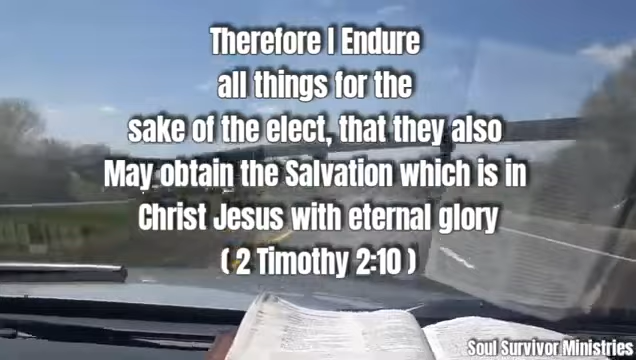 Therefore I Endure
all things for the
sake of the elect, that they also
May obtain the Salvation which is in
Christ Jesus with eternal glory
( 2 Timothy 2:10 )
Soul Survivor Ministries